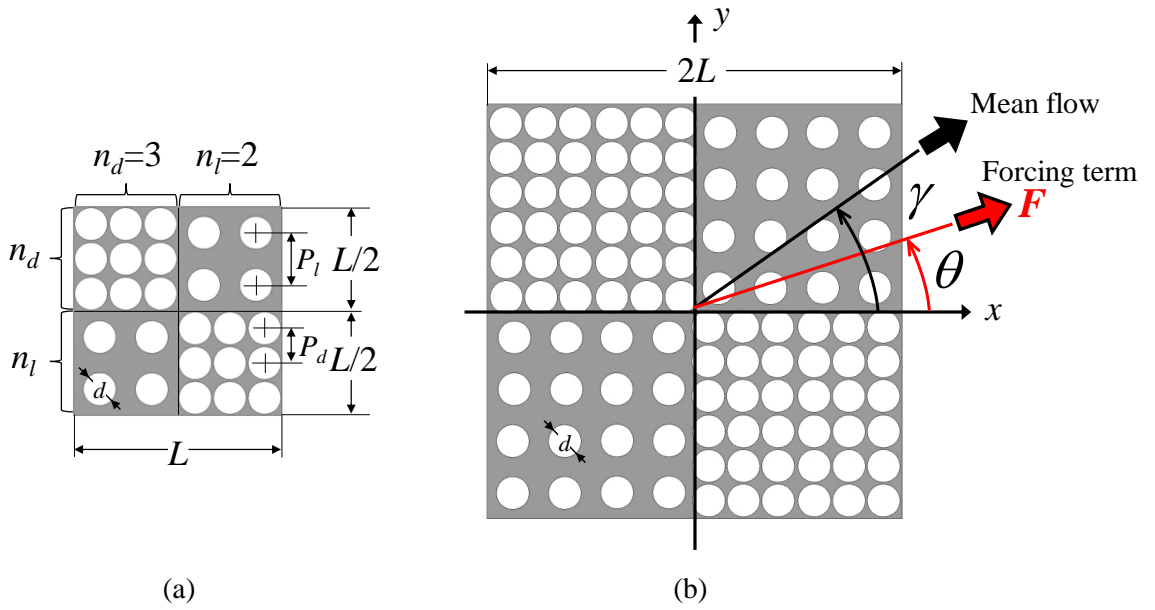 y
2L
Mean flow
Forcing term
F
γ
θ
x
d
(b)
n_d=3
n_l=2
n_d
P_l
L/2
n_l
P_d
L/2
d
L
(a)